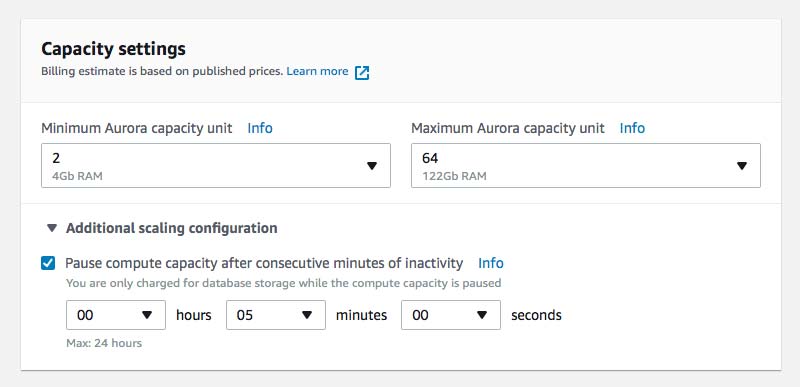 Capacity settings
Billing estimate is based on published prices. Learn more
Minimum Aurora capacity unit Info
Maximum Aurora capacity unit Info
2
4Gb RAM
64
122Gb RAM
Additional scaling configuration
Pause compute capacity after consecutive minutes of inactivity Info
You are only charged for database storage while the compute capacity is paused
00 hours 05 minutes 00 seconds
Max: 24 hours